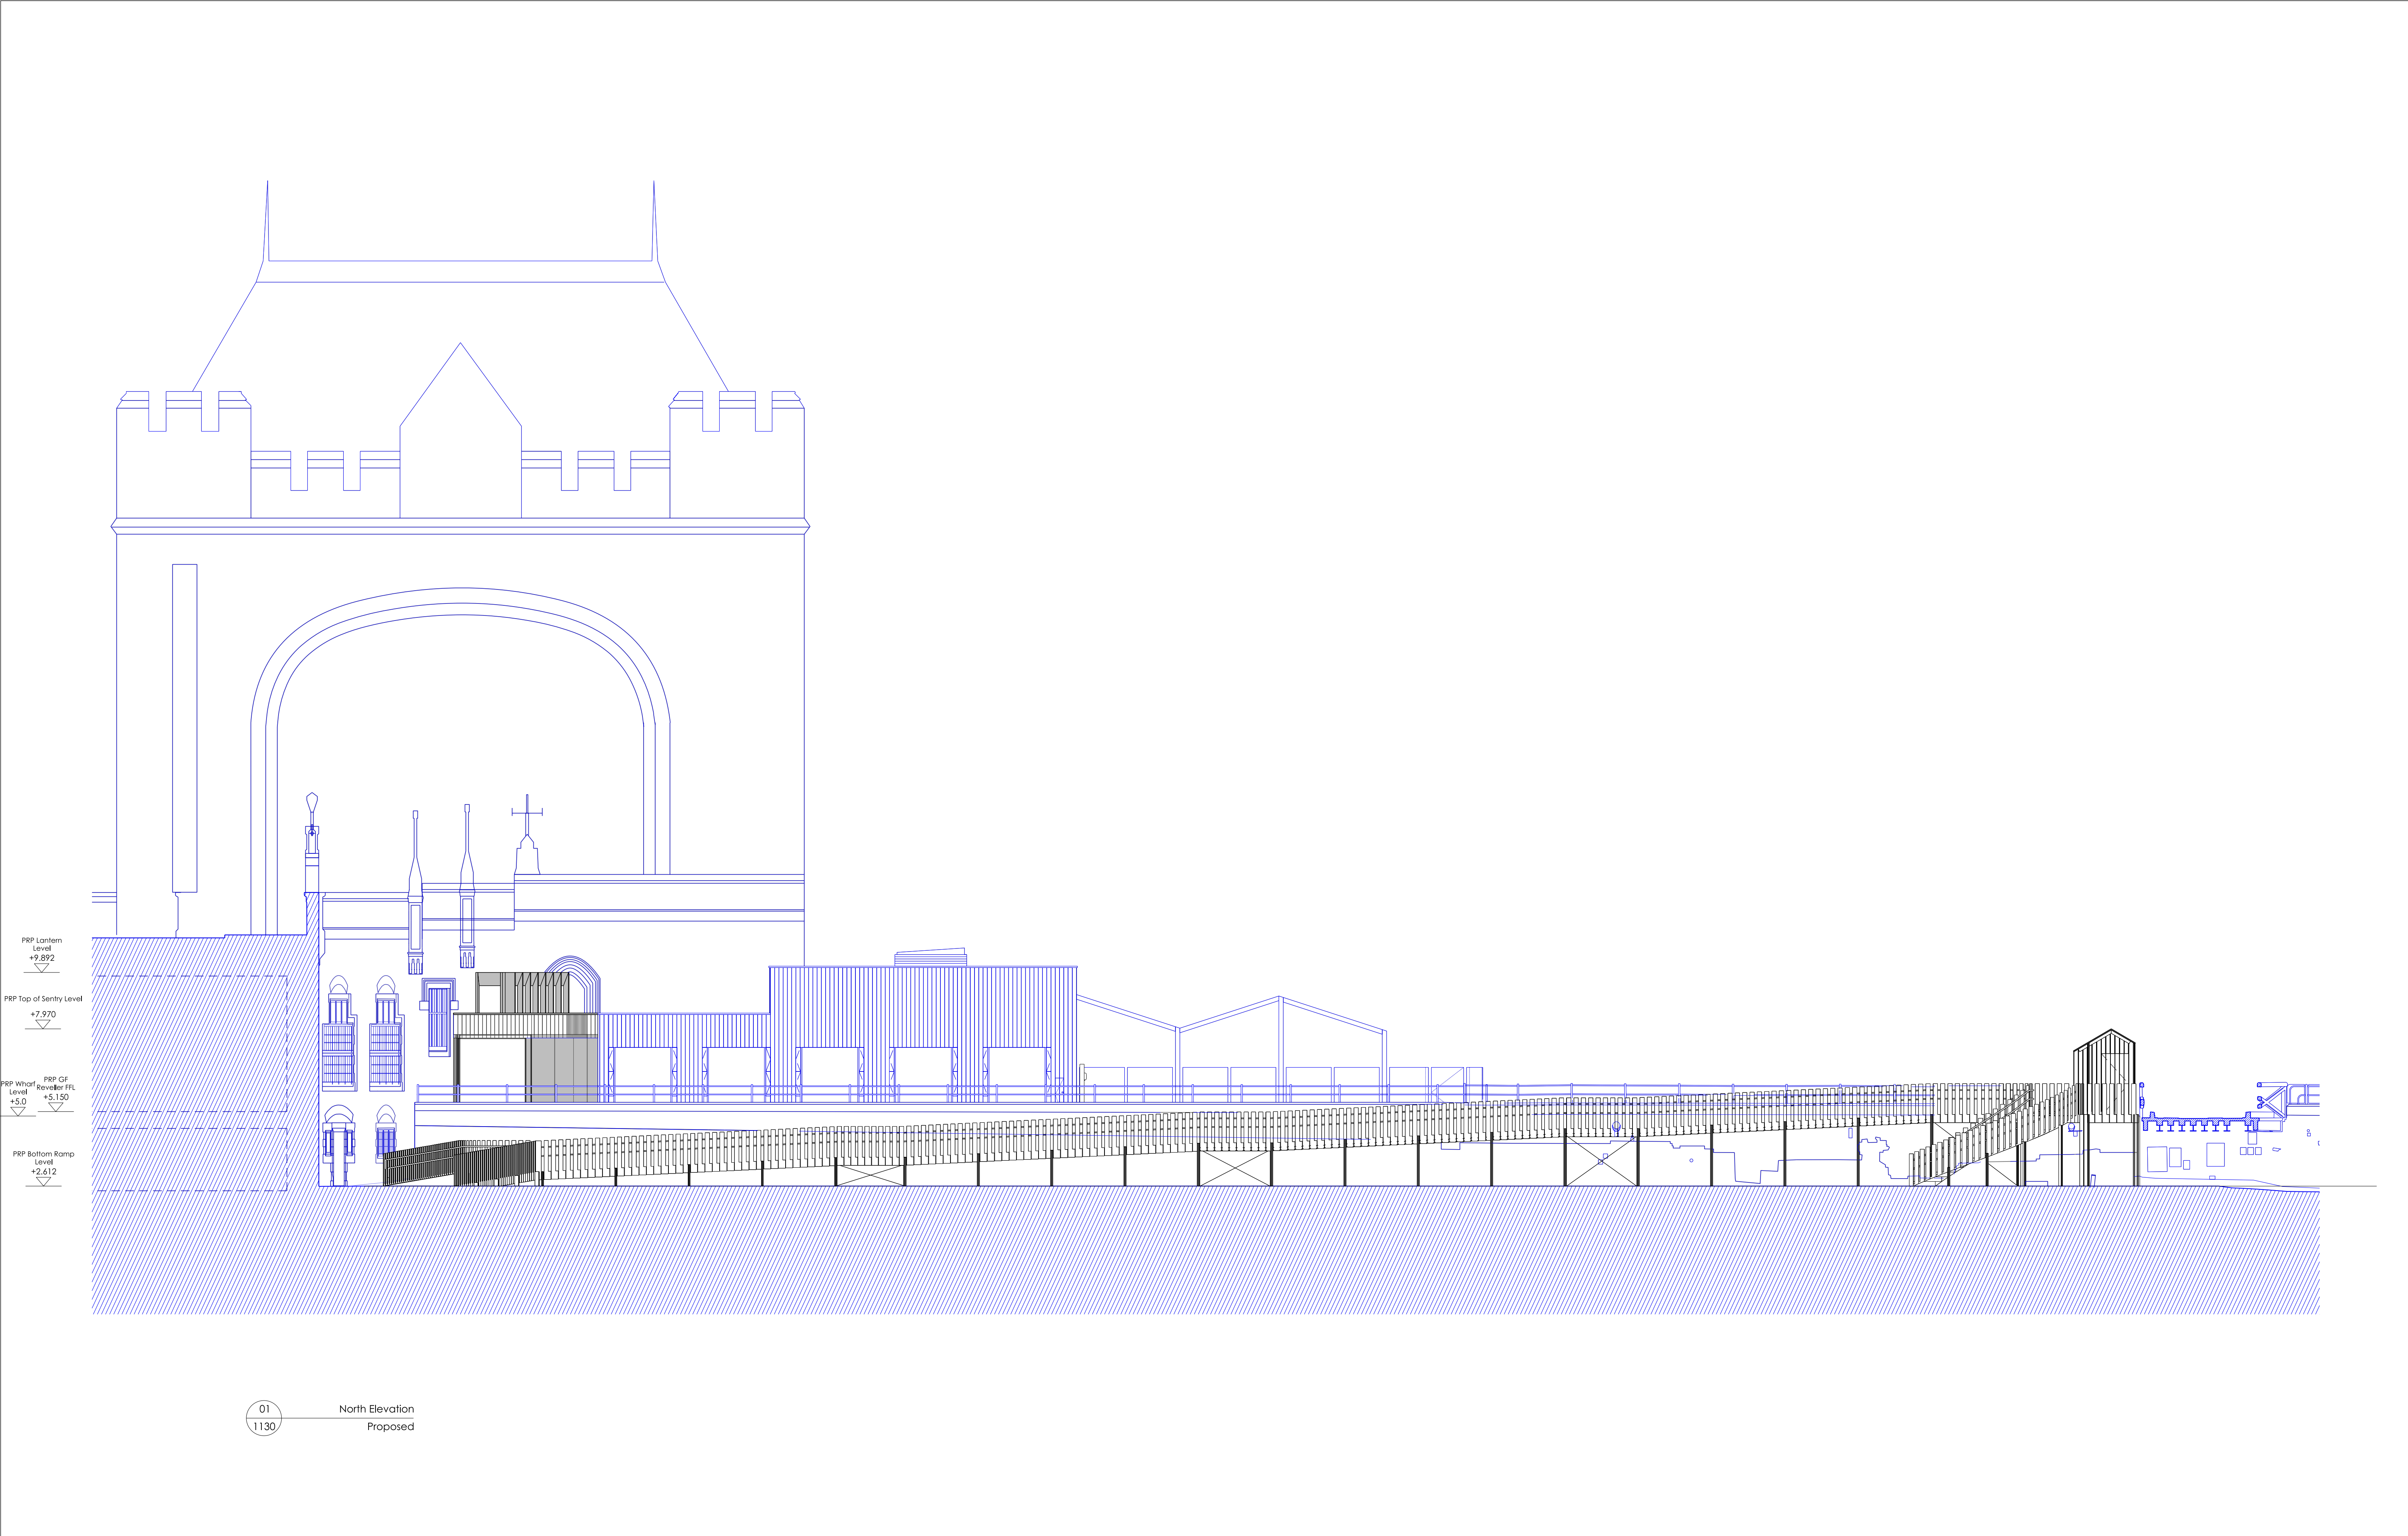 PRP Lantern
Level
+9.892
PRP Top of Sentry Level
+7.970
PRP Wharf
Level
+5.0
PRP GF
Reveller FFL
+5.150
PRP Bottom Ramp
Level
+2.612
01
1130
North Elevation
Proposed